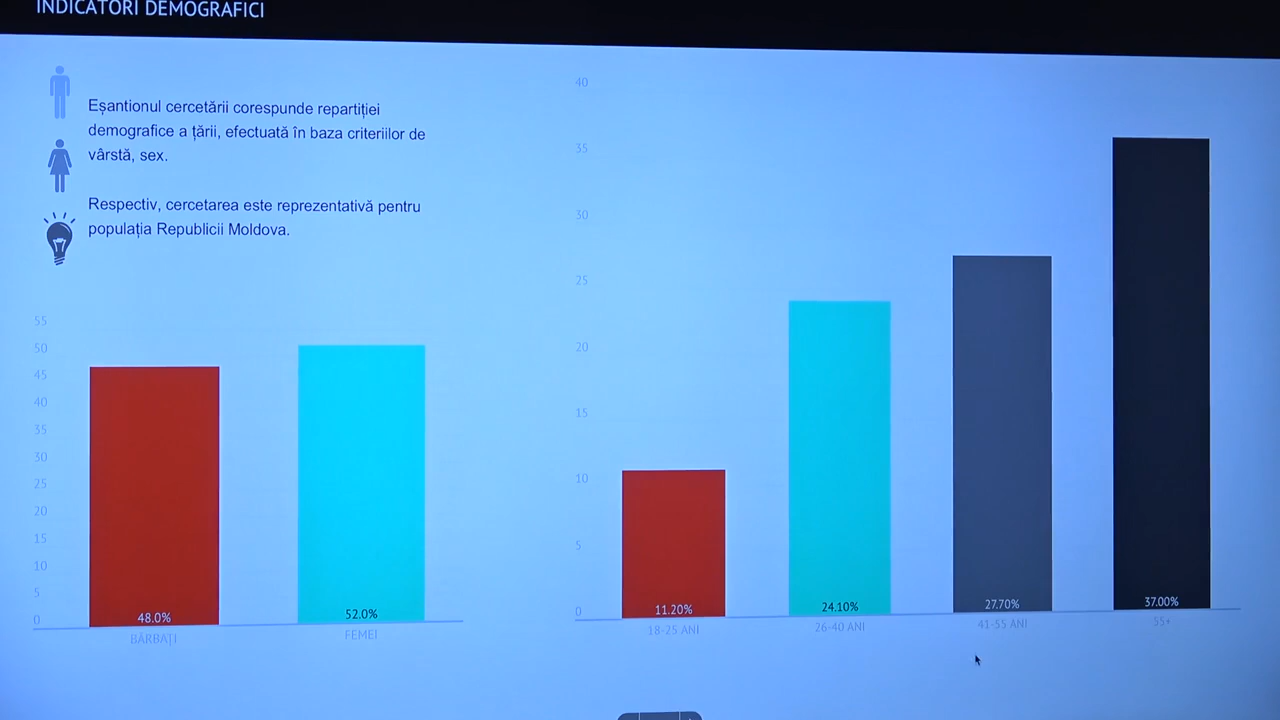 INDICATORI DEMOGRAFICI
Eșantionul cercetării corespunde repartiției
demografice a țării, efectuată în baza criteriilor de
vârstă, sex.
Respectiv, cercetarea este reprezentativă pentru
populația Republicii Moldova.
55
50
45
40
35
30
25
20
15
10
5
0
48.0%
52.0%
BĂRBAȚI
FEMEI
40
35
30
25
20
15
10
5
0
11.20%
24.10%
27.70%
37.00%
18-25 ANI
26-40 ANI
41-55 ANI
55+